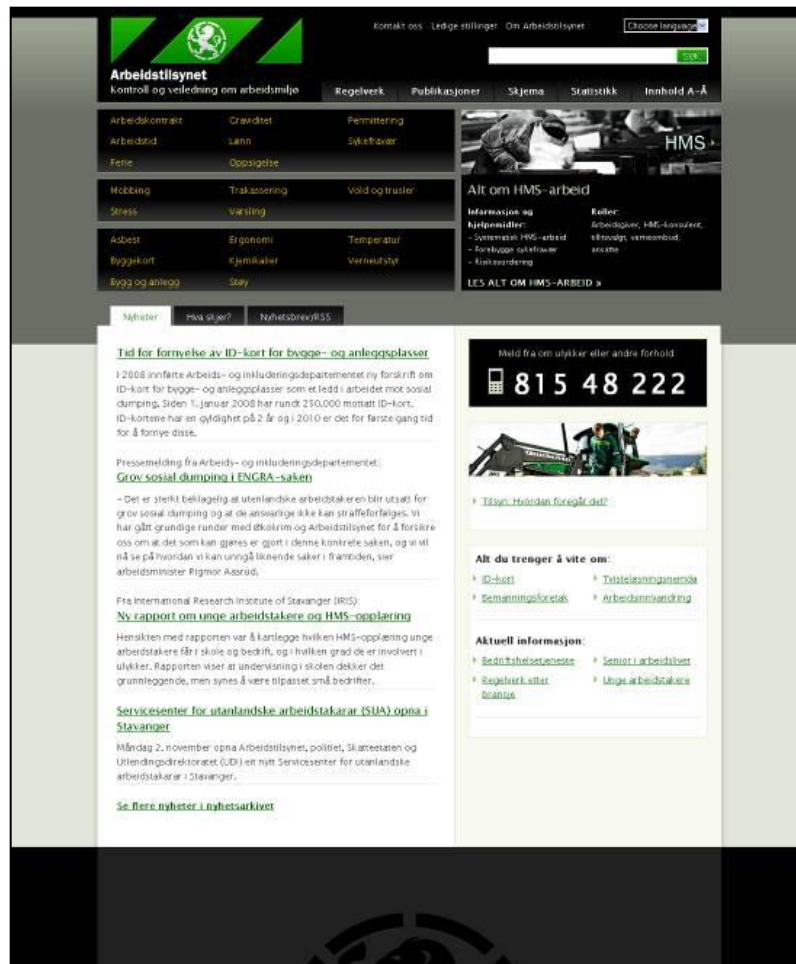 Kontakt oss Ledige stillinger Om Arbeidstilsynet
Choose language
SØK
Arbeidstilsynet
Kontroll og veiledning om arbeidsmiljø
Regelverk Publikasjoner Skjema Statistikk Innhold A-Å
Arbeidskontrakt Graviditet Permittering
Arbeidstid Lønn Sykefravær
Ferie Oppsigelse
Mobbing Trakassering Vold og trusler
Stress Varsling
Asbest Ergonomi Temperatur
Byggekort Kjemikalier Verneutstyr
Bygg og anlegg Støy
HMS
Alt om HMS-arbeid
Informasjon og hjelpemidler:
- Systematisk HMS-arbeid
- Forebygge sykefravær
- Risikovurdering
Roller:
Arbeidsgiver, HMS-konsulent,
tillitsvalgt, verneombud,
ansatte
LES ALT OM HMS-ARBEID »
Nyheter Hva skjer? Nyhetsbrev/RSS
Tid for fornyelse av ID-kort for bygge- og anleggsplasser
I 2008 innførte Arbeids- og inkluderingsdepartementet ny forskrift om
ID-kort for bygge- og anleggsplasser som et ledd i arbeidet mot sosial
dumping. Siden 1. januar 2008 har rundt 250.000 mottatt ID-kort.
ID-kortene har en gyldighet på 2 år og i 2010 er det for første gang tid
for å fornye disse.
Pressemelding fra Arbeids- og inkluderingsdepartementet:
Grov sosial dumping i ENGRA-saken
- Det er sterkt beklagelig at utenlandske arbeidstakeren blir utsatt for
grov sosial dumping og at de ansvarlige ikke kan straffeforfølges. Vi
har gått grundige runder med Økokrim og Arbeidstilsynet for å forsikre
oss om at det som kan gjøres er gjort i denne konkrete saken, og vi vil
nå se på hvordan vi kan unngå liknende saker i framtiden, sier
arbeidsminister Rigmor Aasrud.
Fra International Research Institute of Stavanger (IRIS):
Ny rapport om unge arbeidstakere og HMS-opplæring
Hensikten med rapporten var å kartlegge hvilken HMS-opplæring unge
arbeidstakere får i skole og bedrift, og i hvilken grad de er involvert i
ulykker. Rapporten viser at undervisning i skolen dekker det
grunnleggende, men synes å være tilpasset små bedrifter.
Servicesenter for utanlandske arbeidstakarar (SUA) opna i
Stavanger
Måndag 2. november opna Arbeidstilsynet, politiet, Skatteetaten og
Utlendingsdirektoratet (UDI) eit nytt Servicesenter for utanlandske
arbeidstakarar i Stavanger.
Se flere nyheter i nyhetsarkivet
Meld fra om ulykker eller andre forhold
815 48 222
Tilsyn: Hvordan foregår det?
Alt du trenger å vite om:
ID-kort Tvisteløsningsnemda
Bemanningsforetak Arbeidsinnvandring
Aktuell informasjon:
Bedriftshelsetjeneste Senior i arbeidslivet
Regelverk etter bransje Unge arbeidstakere